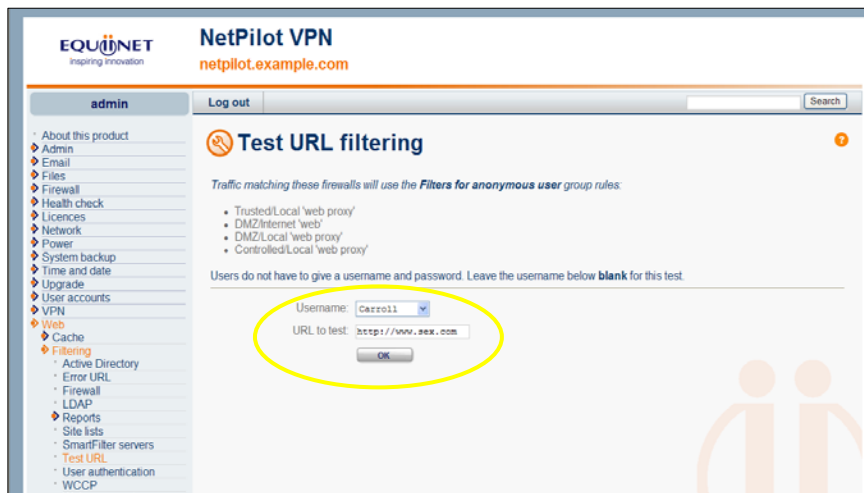 EQUIINET
inspiring innovation
NetPilot VPN
netpilot.example.com
admin
Log out
Search
About this product
Admin
Email
Files
Firewall
Health check
Licences
Network
Power
System backup
Time and date
Upgrade
User accounts
VPN
Web
Cache
Filtering
Active Directory
Error URL
Firewall
LDAP
Reports
Site lists
SmartFilter servers
Test URL
User authentication
WCCP
Test URL filtering
?
Traffic matching these firewalls will use the Filters for anonymous user group rules:
Trusted/Local 'web proxy'
DMZ/Internet 'web'
DMZ/Local 'web proxy'
Controlled/Local 'web proxy'
Users do not have to give a username and password. Leave the username below blank for this test.
Username: Carroll
URL to test: http://www.sex.com
OK